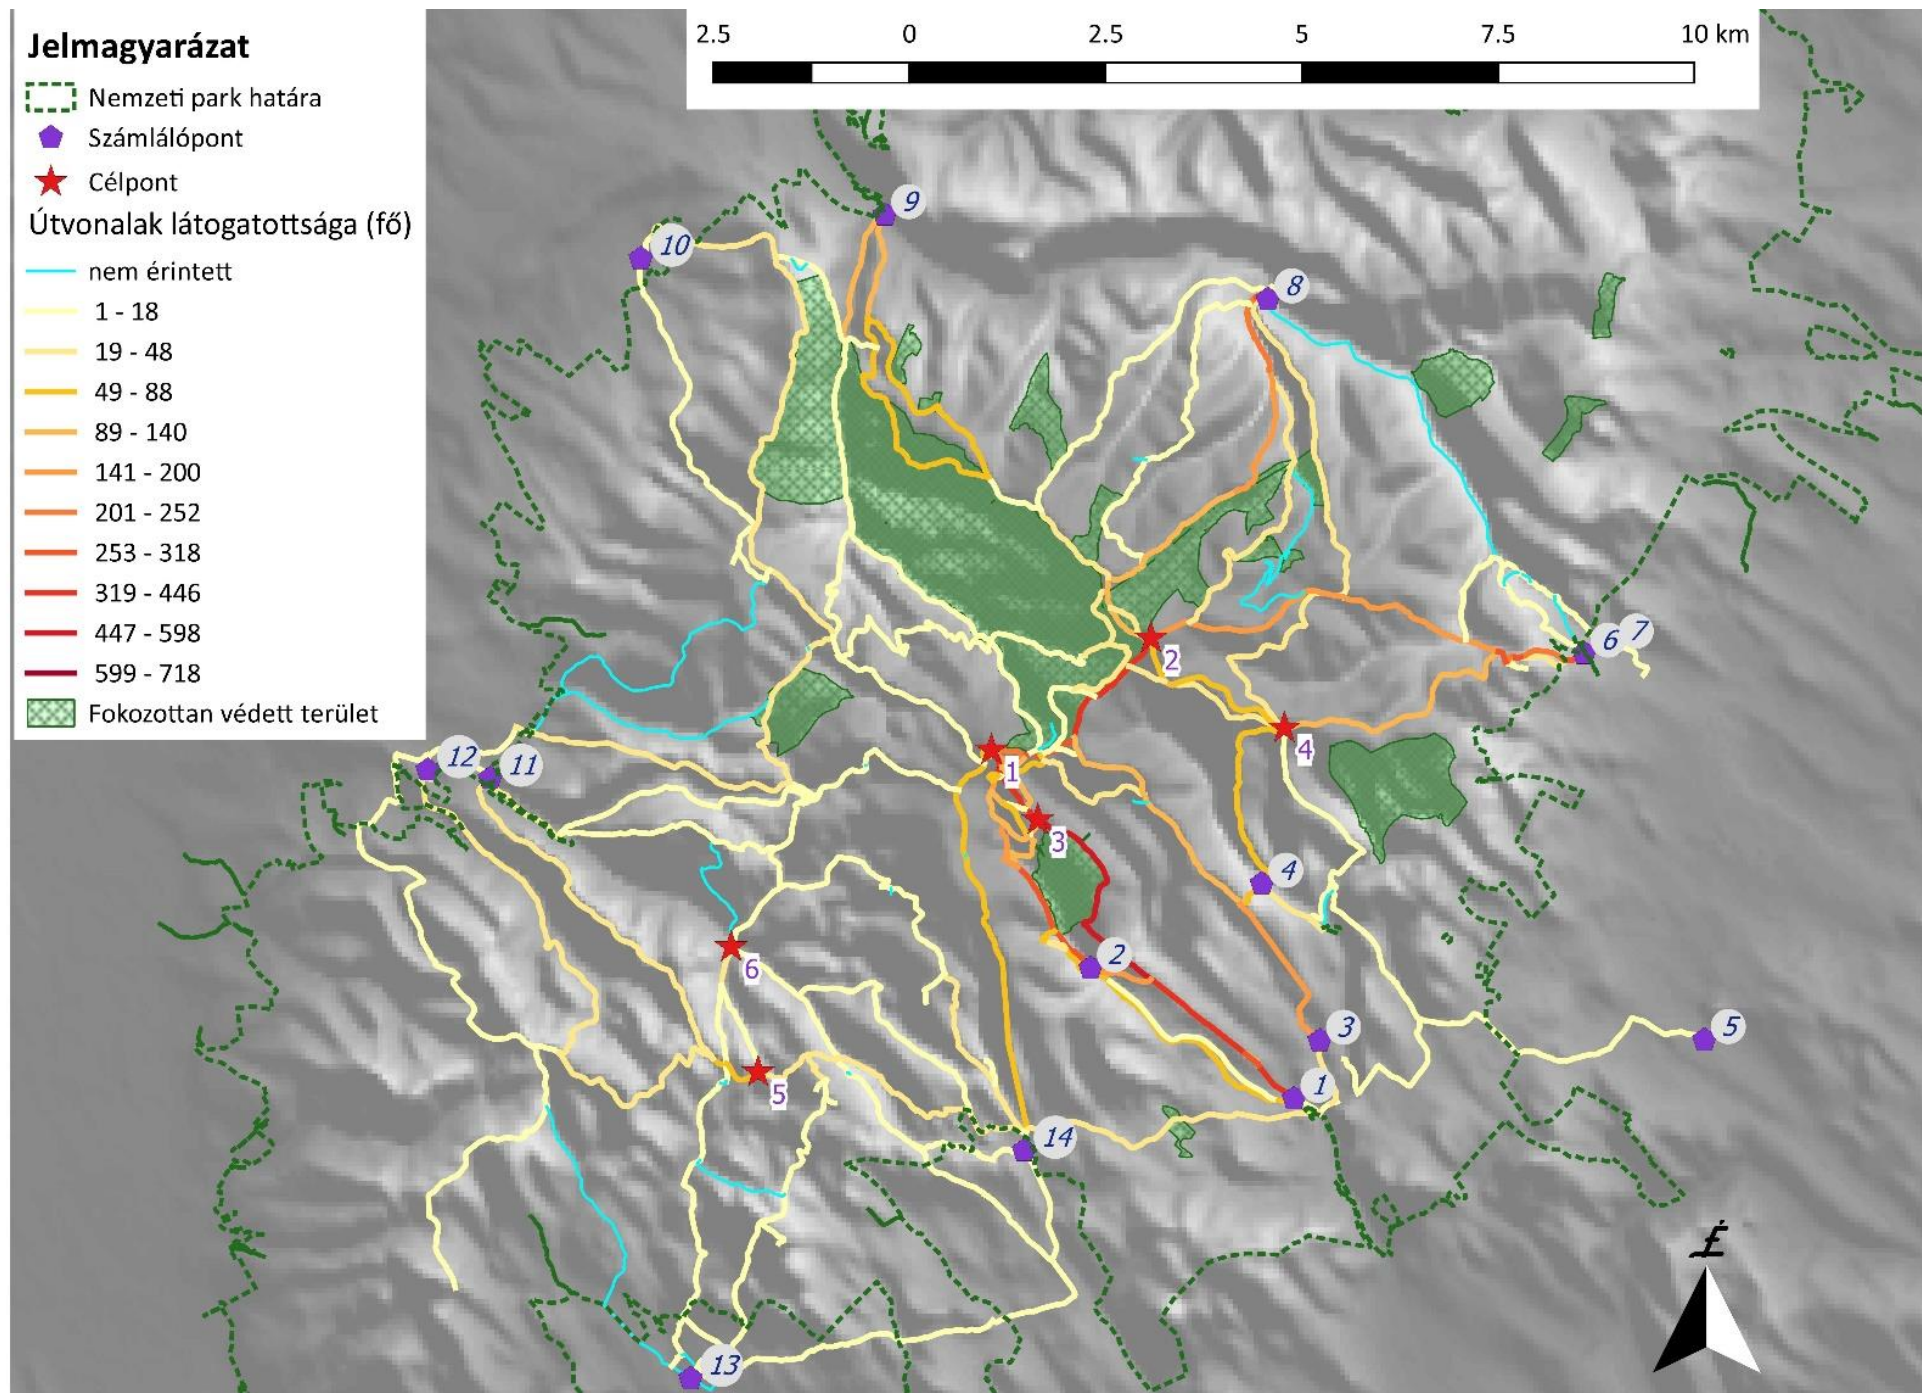 Jelmagyarázat
Nemzeti park határa
Számlálópont
Célpont
Útvonalak látogatottsága (fő)
nem érintett
1 - 18
19 - 48
49 - 88
89 - 140
141 - 200
201 - 252
253 - 318
319 - 446
447 - 598
599 - 718
Fokozottan védett terület
2.5 0 2.5 5 7.5 10 km
9
10
8
6 7
2
4
12 11
1
3
4
2
6
3
5
5
1
14
13
É